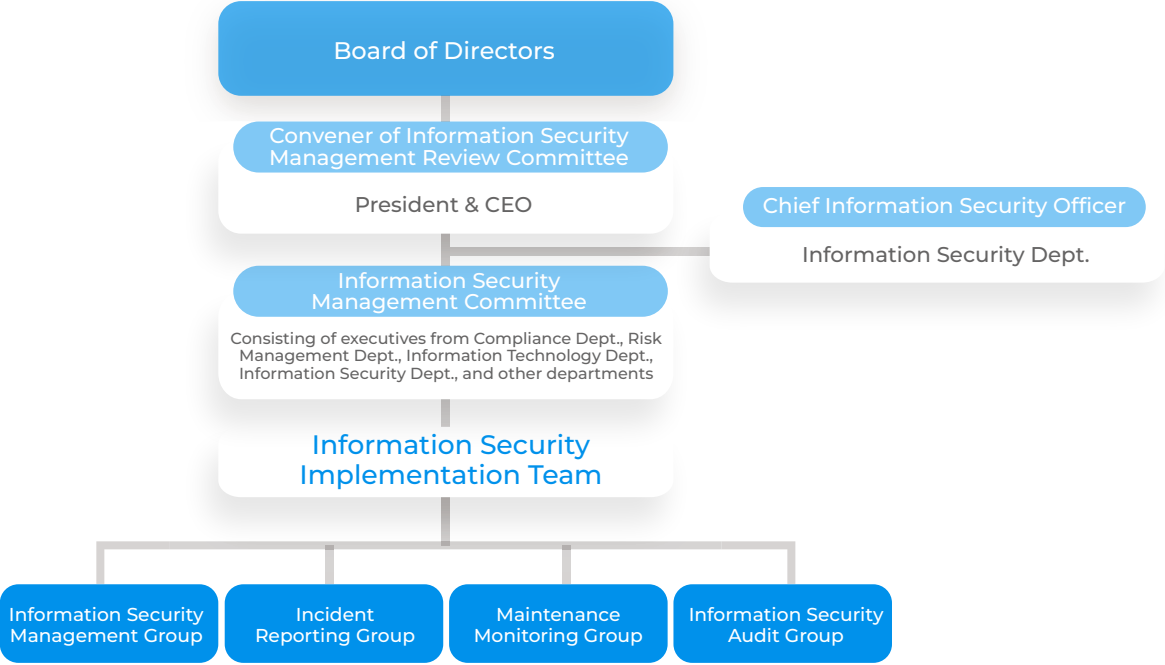 Board of Directors
Convener of Information Security
Management Review Committee
President & CEO
Chief Information Security Officer
Information Security Dept.
Information Security
Management Committee
Consisting of executives from Compliance Dept., Risk
Management Dept., Information Technology Dept.,
Information Security Dept., and other departments
Information Security
Implementation Team
Information Security
Management Group
Incident
Reporting Group
Maintenance
Monitoring Group
Information Security
Audit Group